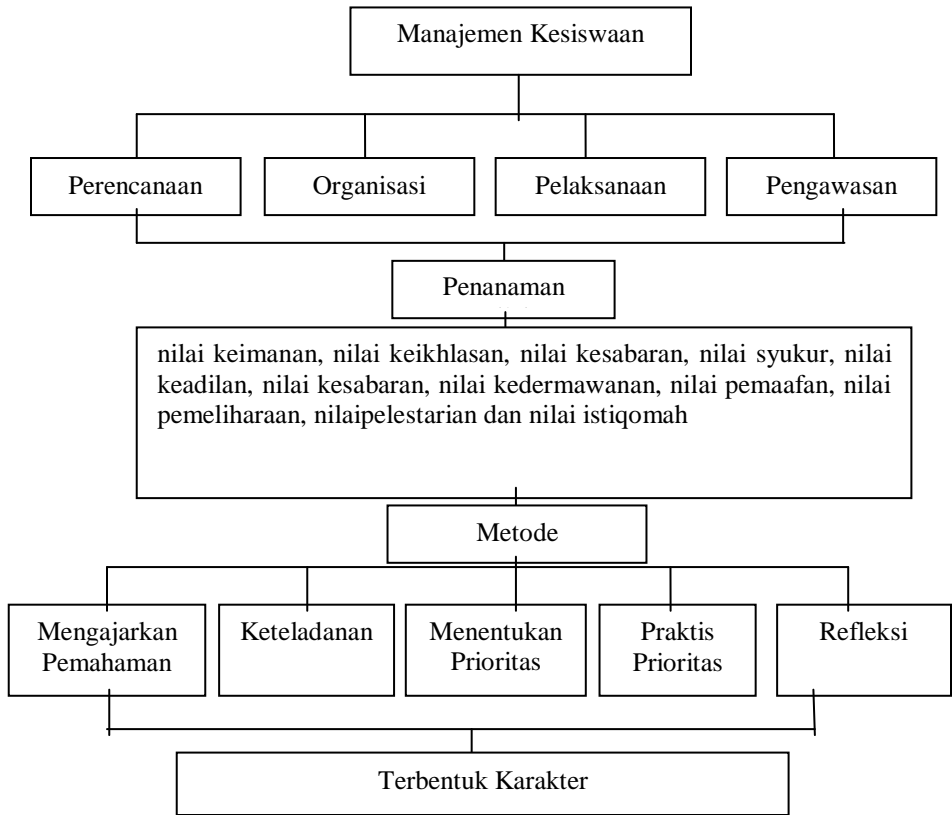 Manajemen Kesiswaan
Perencanaan
Organisasi
Pelaksanaan
Pengawasan
Penanaman
nilai keimanan, nilai keikhlasan, nilai kesabaran, nilai syukur, nilai
keadilan, nilai kesabaran, nilai kedermawanan, nilai pemaafan, nilai
pemeliharaan, nilaipelestarian dan nilai istiqomah
Metode
Mengajarkan
Pemahaman
Keteladanan
Menentukan
Prioritas
Praktis
Prioritas
Refleksi
Terbentuk Karakter